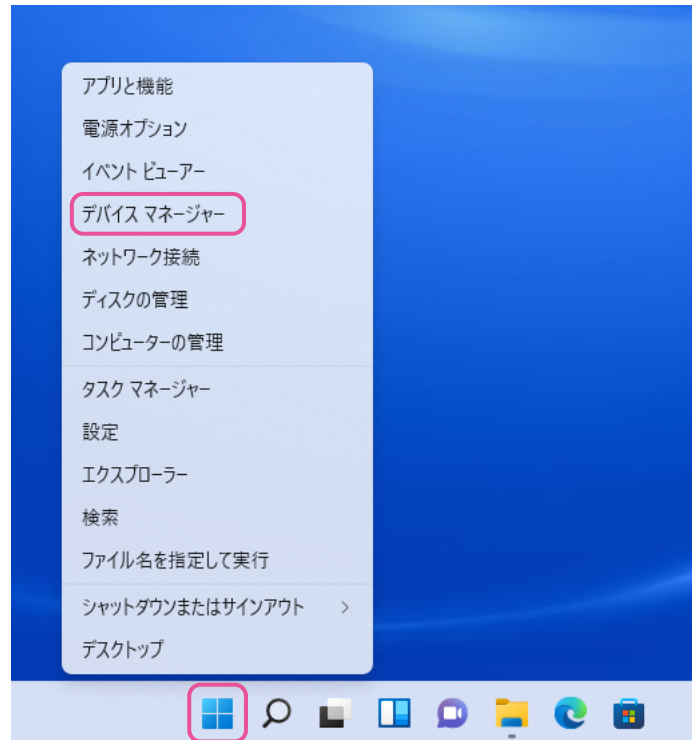 アプリと機能
電源オプション
イベント ビューアー
デバイス マネージャー
ネットワーク接続
ディスクの管理
コンピューターの管理
タスク マネージャー
設定
エクスプローラー
検索
ファイル名を指定して実行
シャットダウンまたはサインアウト
デスクトップ